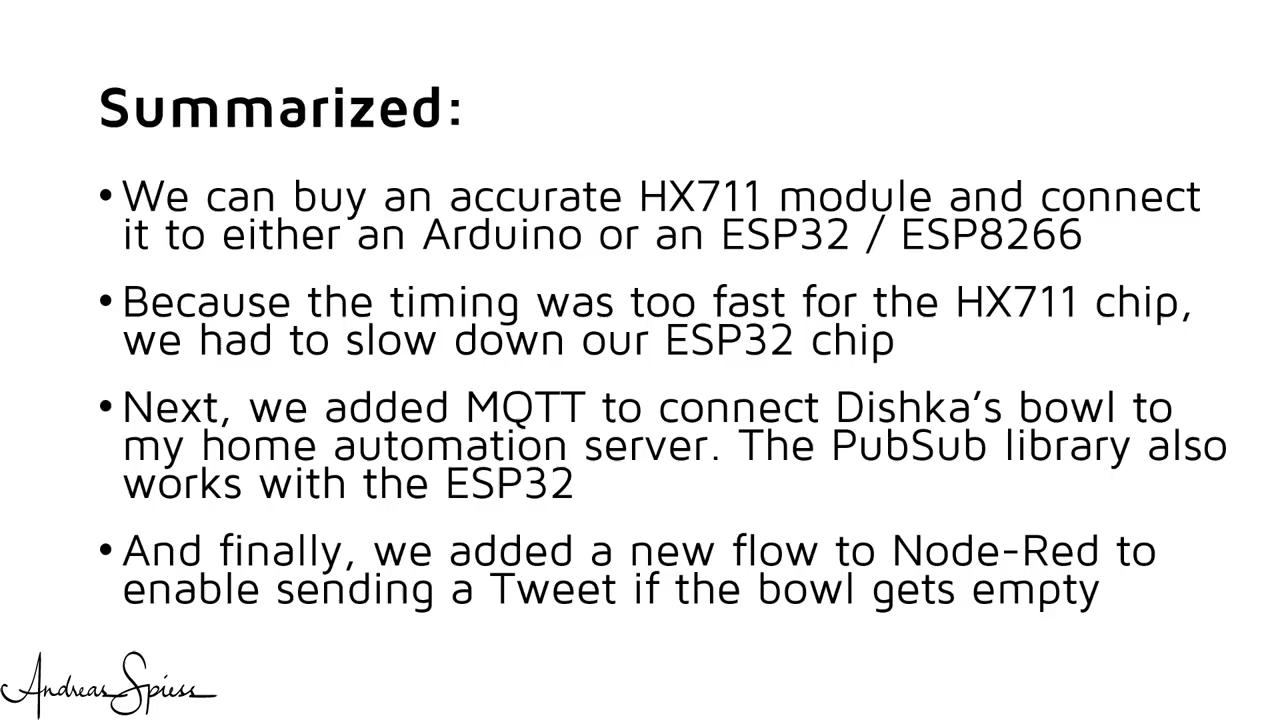 Summarized:
• We can buy an accurate HX711 module and connect
it to either an Arduino or an ESP32 / ESP8266
• Because the timing was too fast for the HX711 chip,
we had to slow down our ESP32 chip
• Next, we added MQTT to connect Dishka’s bowl to
my home automation server. The PubSub library also
works with the ESP32
• And finally, we added a new flow to Node-Red to
enable sending a Tweet if the bowl gets empty
Andreas Spiess